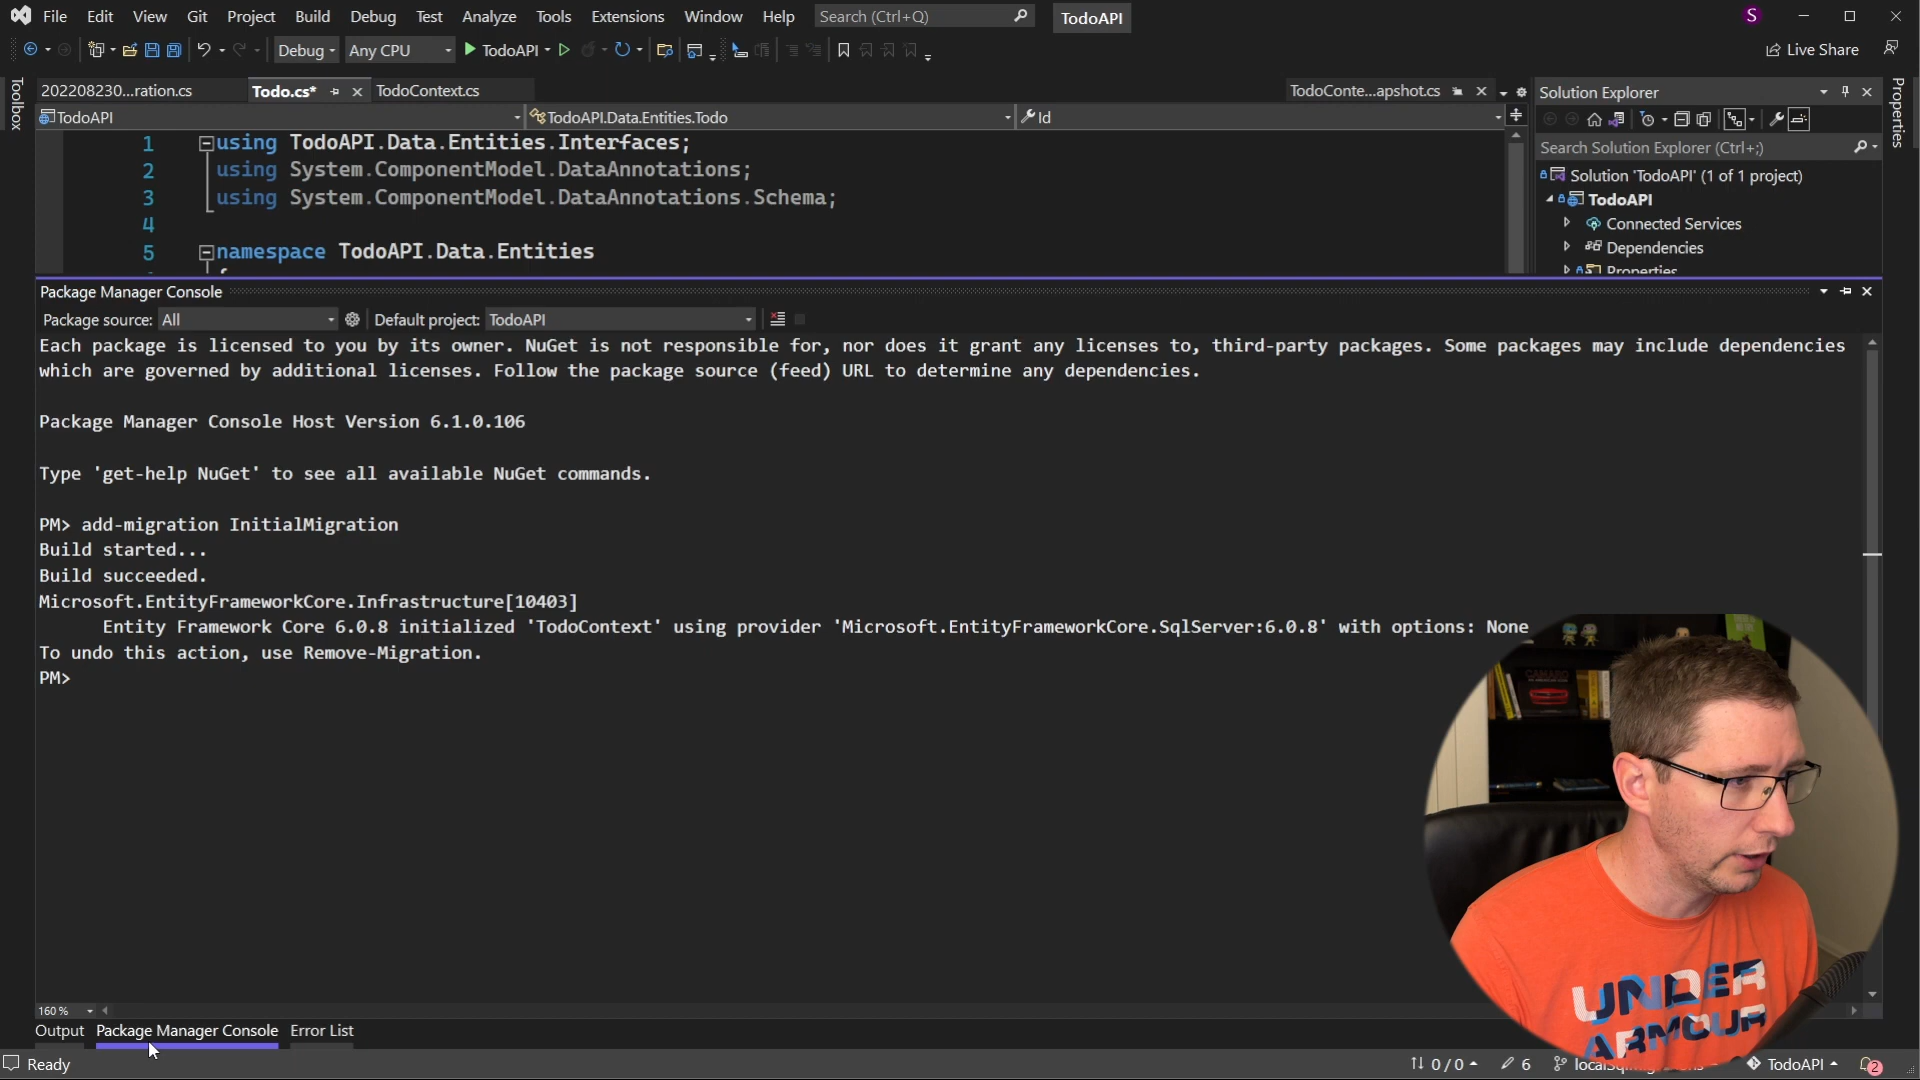 File Edit View Git Project Build Debug Test Analyze Tools Extensions Window Help Search (Ctrl+Q) TodoAPI S
Debug Any CPU TodoAPI Live Share
Toolbox
202208230...ration.cs Todo.cs* TodoContext.cs TodoConte...apshot.cs
TodoAPI TodoAPI.Data.Entities.Todo Id
1 using TodoAPI.Data.Entities.Interfaces;
2 using System.ComponentModel.DataAnnotations;
3 using System.ComponentModel.DataAnnotations.Schema;
4
5 namespace TodoAPI.Data.Entities
Solution Explorer
Search Solution Explorer (Ctrl+;)
Solution 'TodoAPI' (1 of 1 project)
TodoAPI
Connected Services
Dependencies
Properties
Properties
Package Manager Console
Package source: All Default project: TodoAPI
Each package is licensed to you by its owner. NuGet is not responsible for, nor does it grant any licenses to, third-party packages. Some packages may include dependencies
which are governed by additional licenses. Follow the package source (feed) URL to determine any dependencies.
Package Manager Console Host Version 6.1.0.106
Type 'get-help NuGet' to see all available NuGet commands.
PM> add-migration InitialMigration
Build started...
Build succeeded.
Microsoft.EntityFrameworkCore.Infrastructure[10403]
Entity Framework Core 6.0.8 initialized 'TodoContext' using provider 'Microsoft.EntityFrameworkCore.SqlServer:6.0.8' with options: None
To undo this action, use Remove-Migration.
PM>
CAMARO
UNDER
ARMOUR
160 %
Output Package Manager Console Error List
Ready 0 / 0 6 TodoAPI 2